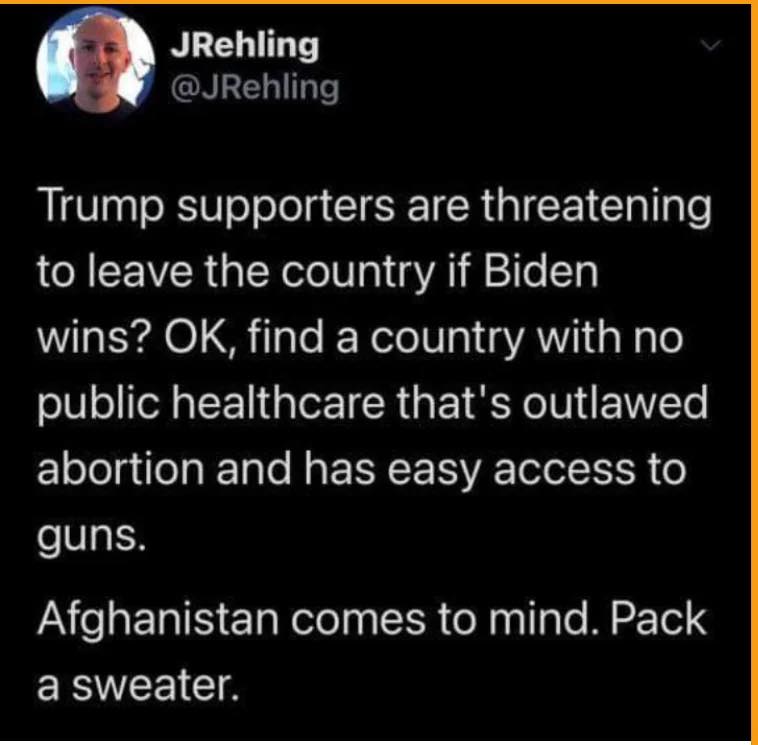 JRehling
@JRehling
Trump supporters are threatening
to leave the country if Biden
wins? OK, find a country with no
public healthcare that's outlawed
abortion and has easy access to
guns.
Afghanistan comes to mind. Pack
a sweater.